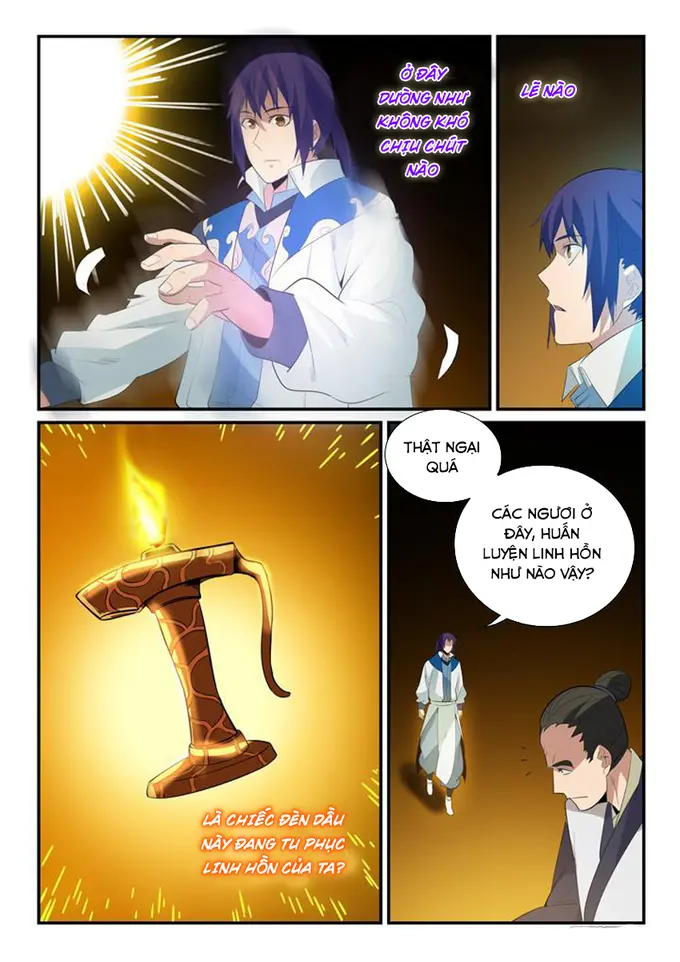 Ở ĐÂY
DƯỜNG NHƯ
KHÔNG KHÓ
CHỊU CHÚT
NÀO
LẼ NÀO
LÀ CHIẾC ĐÈN DẦU
NÀY ĐANG TU PHỤC
LINH HỒN CỦA TA?
THẬT NGẠI
QUÁ
CÁC NGƯƠI Ở
ĐÂY, HUẤN
LUYỆN LINH HỒN
NHƯ NÀO VẬY?